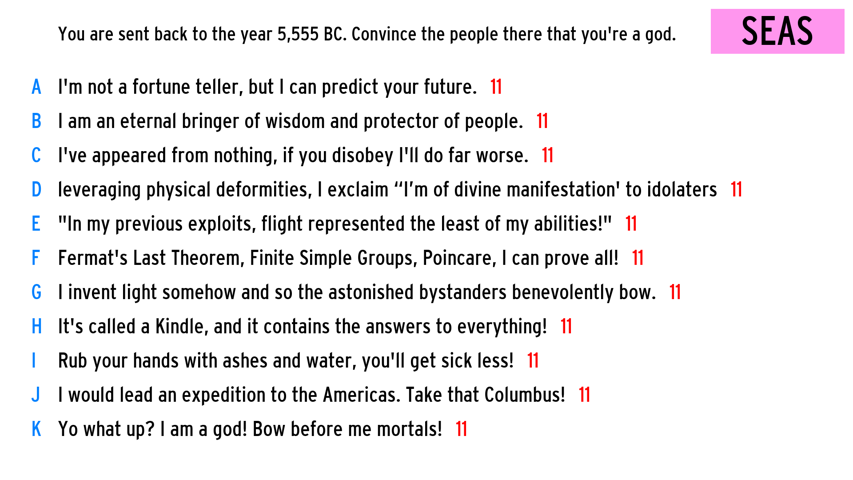 You are sent back to the year 5,555 BC. Convince the people there that you're a god.
SEAS
A I'm not a fortune teller, but I can predict your future. 11
B I am an eternal bringer of wisdom and protector of people. 11
C I've appeared from nothing, if you disobey I'll do far worse. 11
D leveraging physical deformities, I exclaim “I’m of divine manifestation' to idolaters 11
E "In my previous exploits, flight represented the least of my abilities!" 11
F Fermat's Last Theorem, Finite Simple Groups, Poincare, I can prove all! 11
G I invent light somehow and so the astonished bystanders benevolently bow. 11
H It's called a Kindle, and it contains the answers to everything! 11
I Rub your hands with ashes and water, you'll get sick less! 11
J I would lead an expedition to the Americas. Take that Columbus! 11
K Yo what up? I am a god! Bow before me mortals! 11